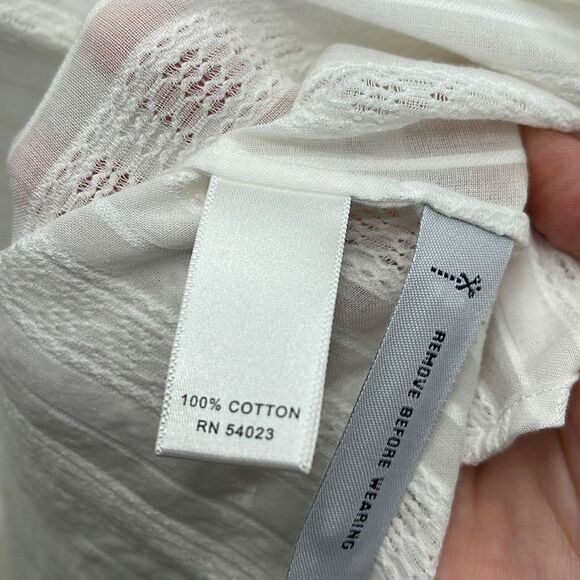 100% COTTON
RN 54023
REMOVE BEFORE WEARING